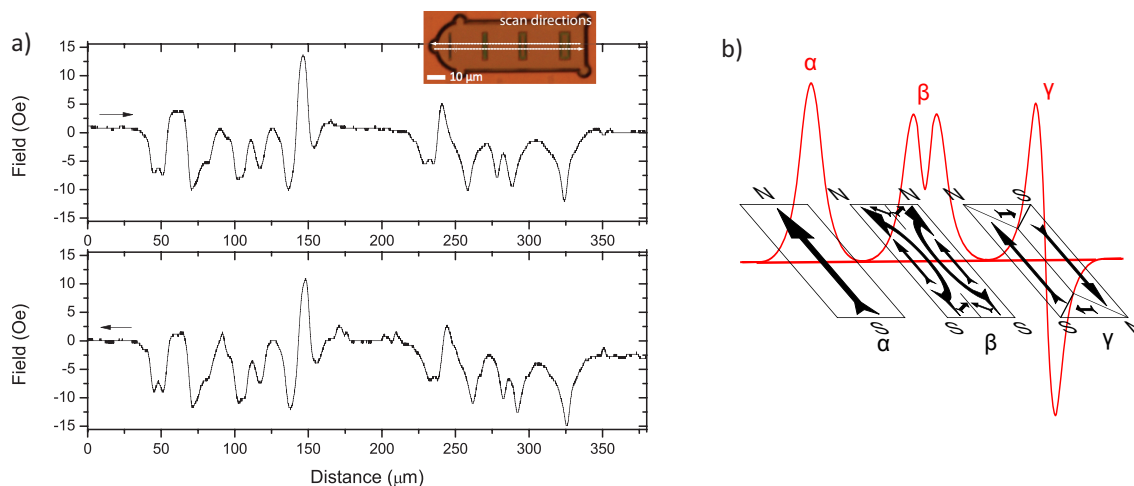 a)
scan directions
10 µm
Field (Oe)
15
10
5
0
-5
-10
-15
0 50 100 150 200 250 300 350
Field (Oe)
15
10
5
0
-5
-10
-15
0 50 100 150 200 250 300 350
Distance (µm)
b)
α
β
γ
N N N N S
S S S S N
α β γ